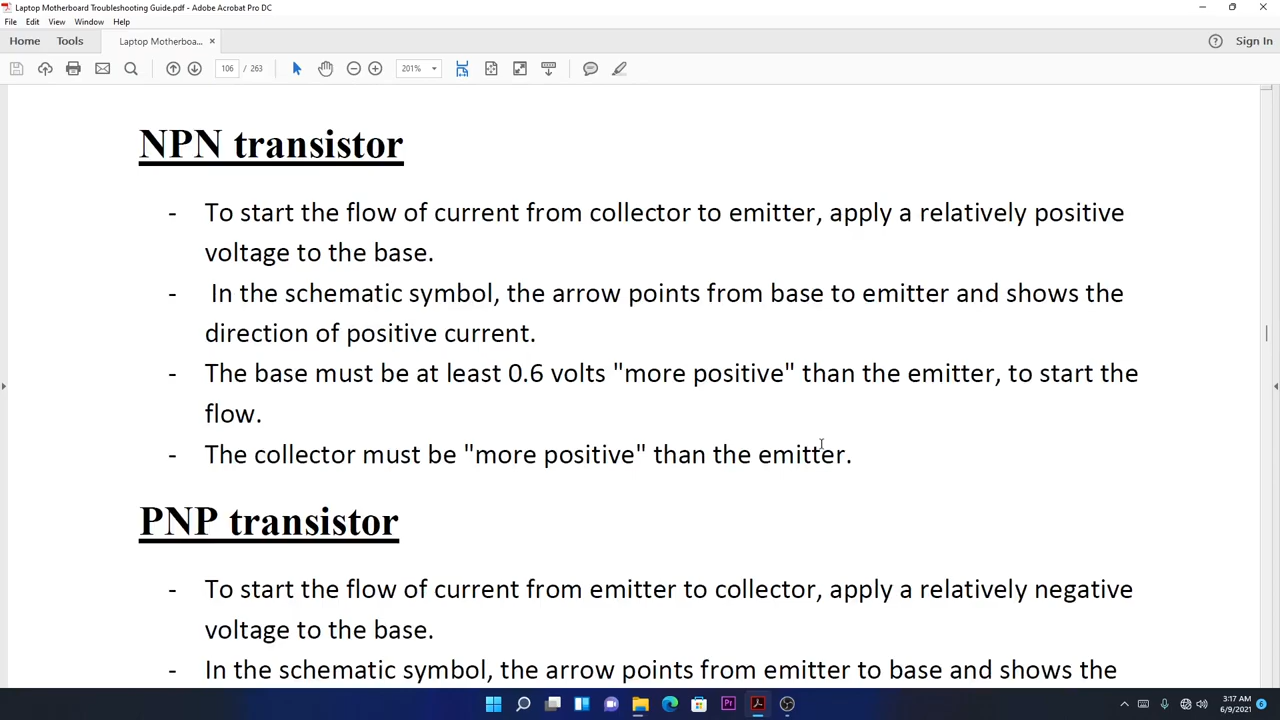 Laptop Motherboard Troubleshooting Guide.pdf - Adobe Acrobat Pro DC
File Edit View Window Help
Home Tools Laptop Motherboa... × Sign In
106 / 263 201%
NPN transistor
- To start the flow of current from collector to emitter, apply a relatively positive
voltage to the base.
- In the schematic symbol, the arrow points from base to emitter and shows the
direction of positive current.
- The base must be at least 0.6 volts "more positive" than the emitter, to start the
flow.
- The collector must be "more positive" than the emitter.
PNP transistor
- To start the flow of current from emitter to collector, apply a relatively negative
voltage to the base.
- In the schematic symbol, the arrow points from emitter to base and shows the
3:17 AM
6/9/2021